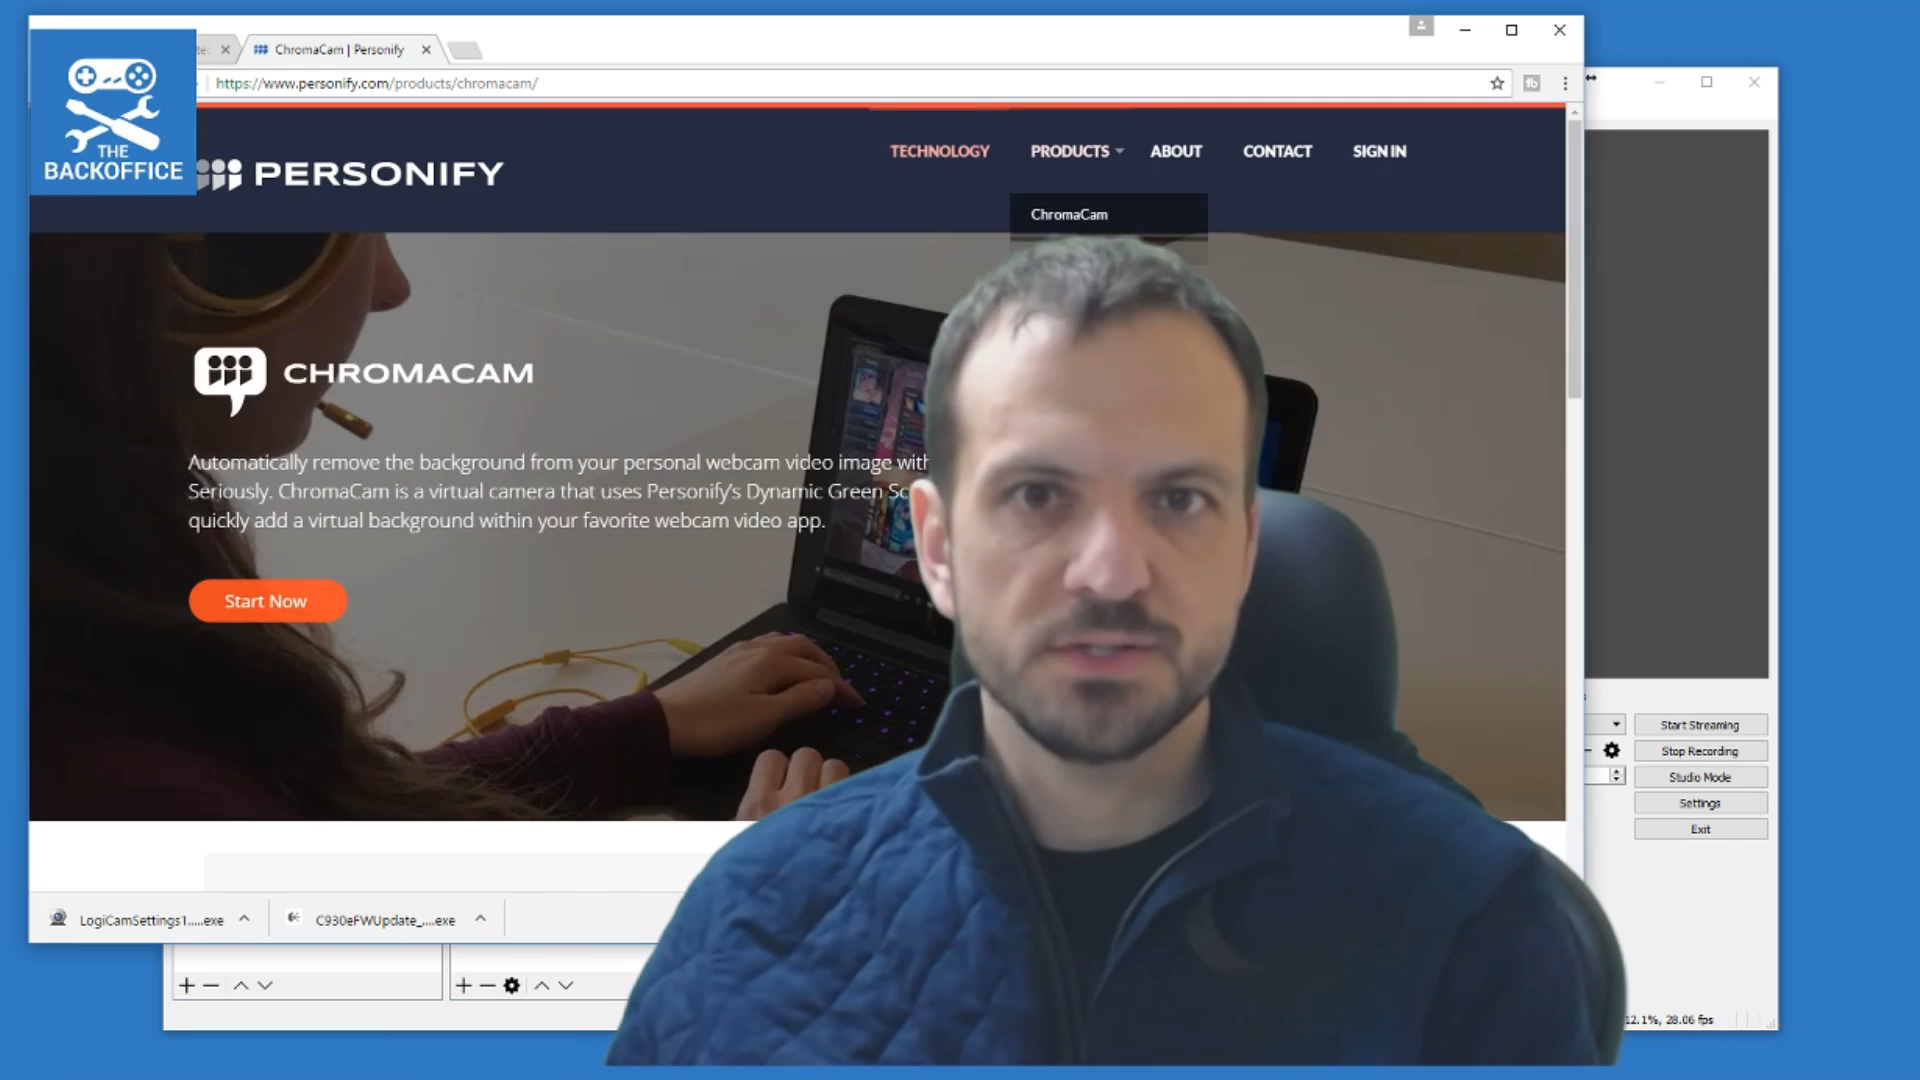 ChromaCam | Personify
https://www.personify.com/products/chromacam/
THE
BACKOFFICE
PERSONIFY
TECHNOLOGY
PRODUCTS
ABOUT
CONTACT
SIGN IN
ChromaCam
CHROMACAM
Automatically remove the background from your personal webcam video image
Seriously. ChromaCam is a virtual camera that uses Personify's Dynamic Green
quickly add a virtual background within your favorite webcam video app.
Start Now
Start Streaming
Stop Recording
Studio Mode
Settings
Exit
LogiCamSettings1.....exe
C930eFWUpdate_....exe
12.1%, 28.06 fps